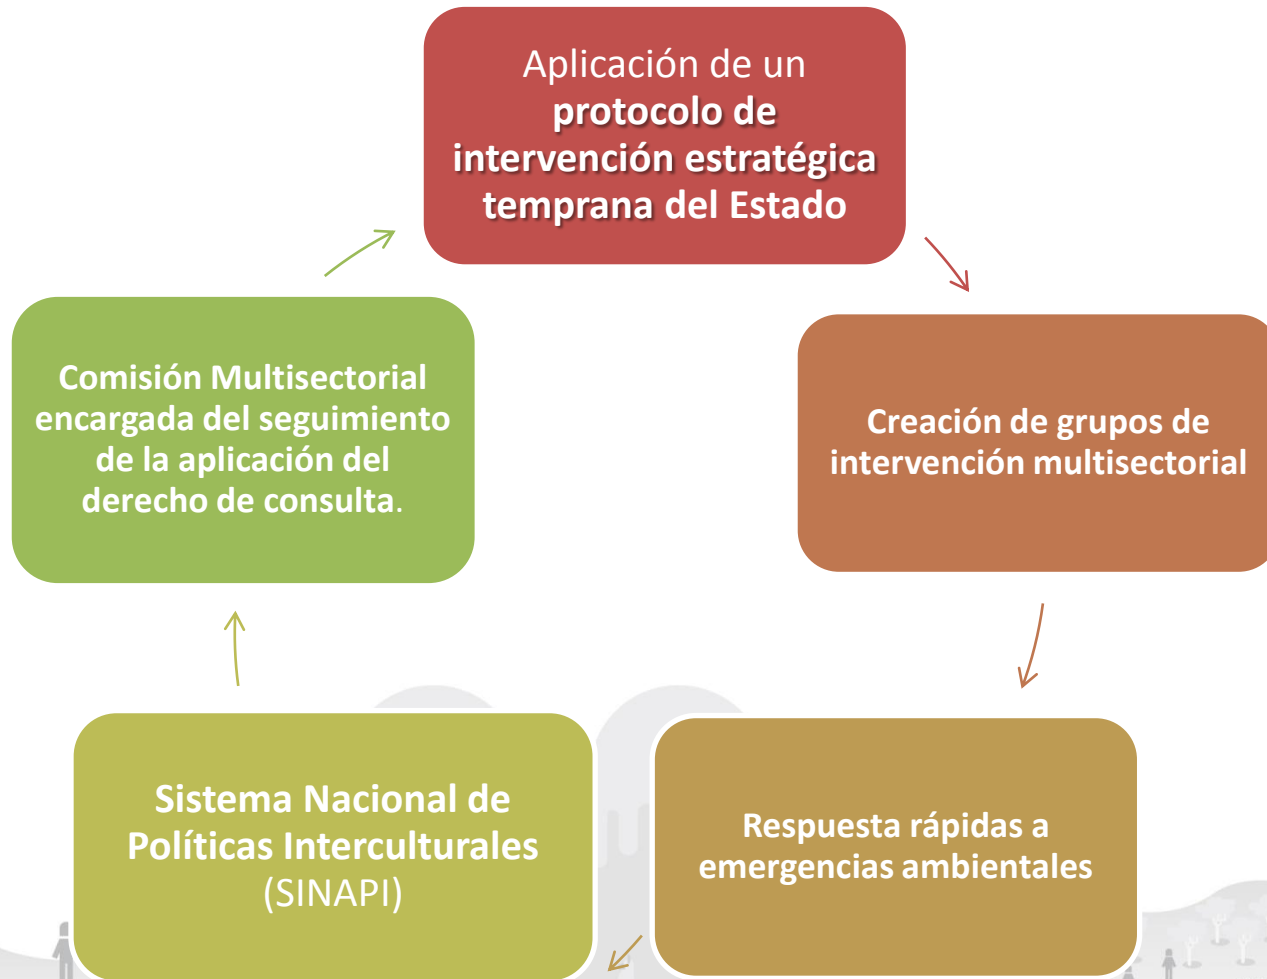 Aplicación de un
protocolo de
intervención estratégica
temprana del Estado
Creación de grupos de
intervención multisectorial
Respuesta rápidas a
emergencias ambientales
Sistema Nacional de
Políticas Interculturales
(SINAPI)
Comisión Multisectorial
encargada del seguimiento
de la aplicación del
derecho de consulta.